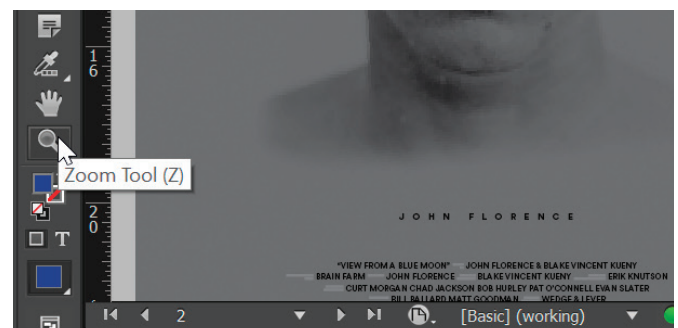 1
6
Zoom Tool (Z)
2
0
T
JOHN FLORENCE
"VIEW FROM A BLUE MOON" JOHN FLORENCE & BLAKE VINCENT KUENY
BRAIN FARM JOHN FLORENCE BLAKE VINCENT KUENY ERIK KNUTSON
CURT MORGAN CHAD JACKSON BOB HURLEY PAT O'CONNELL EVAN SLATER
BILL BALLARD MATT GOODMAN WEDGE & LEVER
2 [Basic] (working)